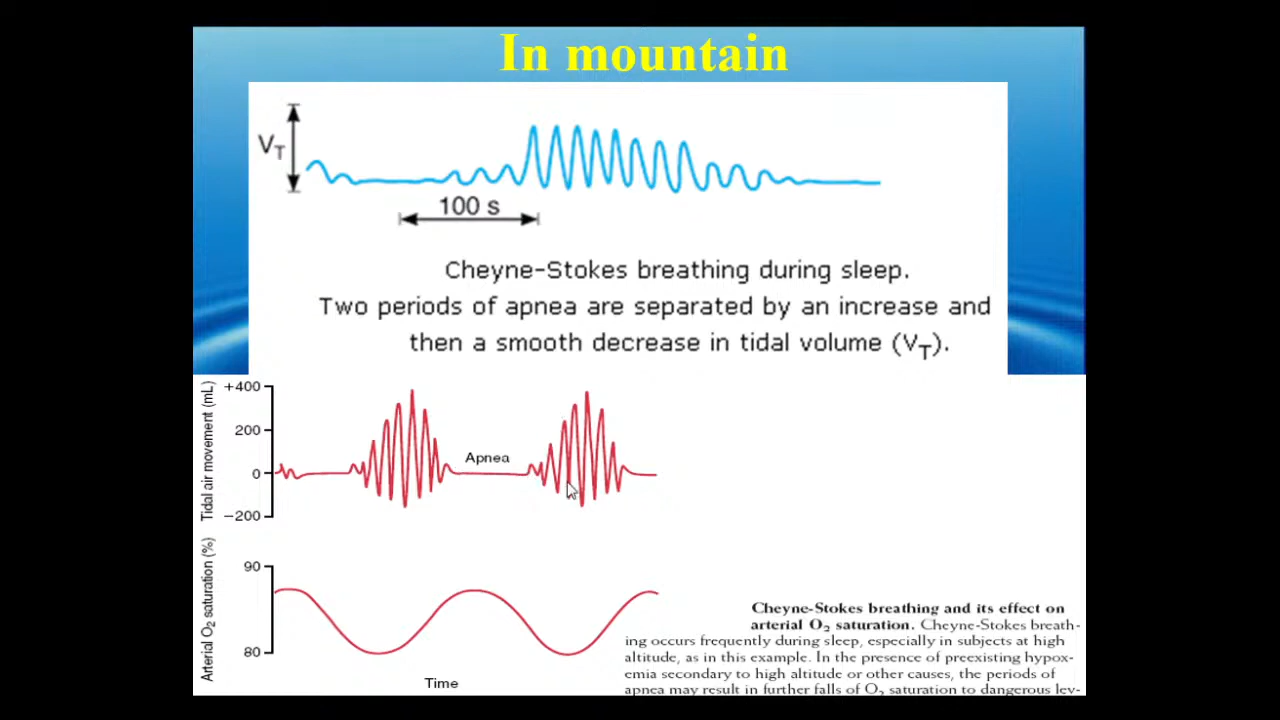 In mountain
VT
100 s
Cheyne-Stokes breathing during sleep.
Two periods of apnea are separated by an increase and
then a smooth decrease in tidal volume (VT).
Tidal air movement (mL)
+400
200
0
−200
Apnea
Arterial O2 saturation (%)
90
80
Time
Cheyne-Stokes breathing and its effect on
arterial O2 saturation. Cheyne-Stokes breath-
ing occurs frequently during sleep, especially in subjects at high
altitude, as in this example. In the presence of preexisting hypox-
emia secondary to high altitude or other causes, the periods of
apnea may result in further falls of O2 saturation to dangerous lev-